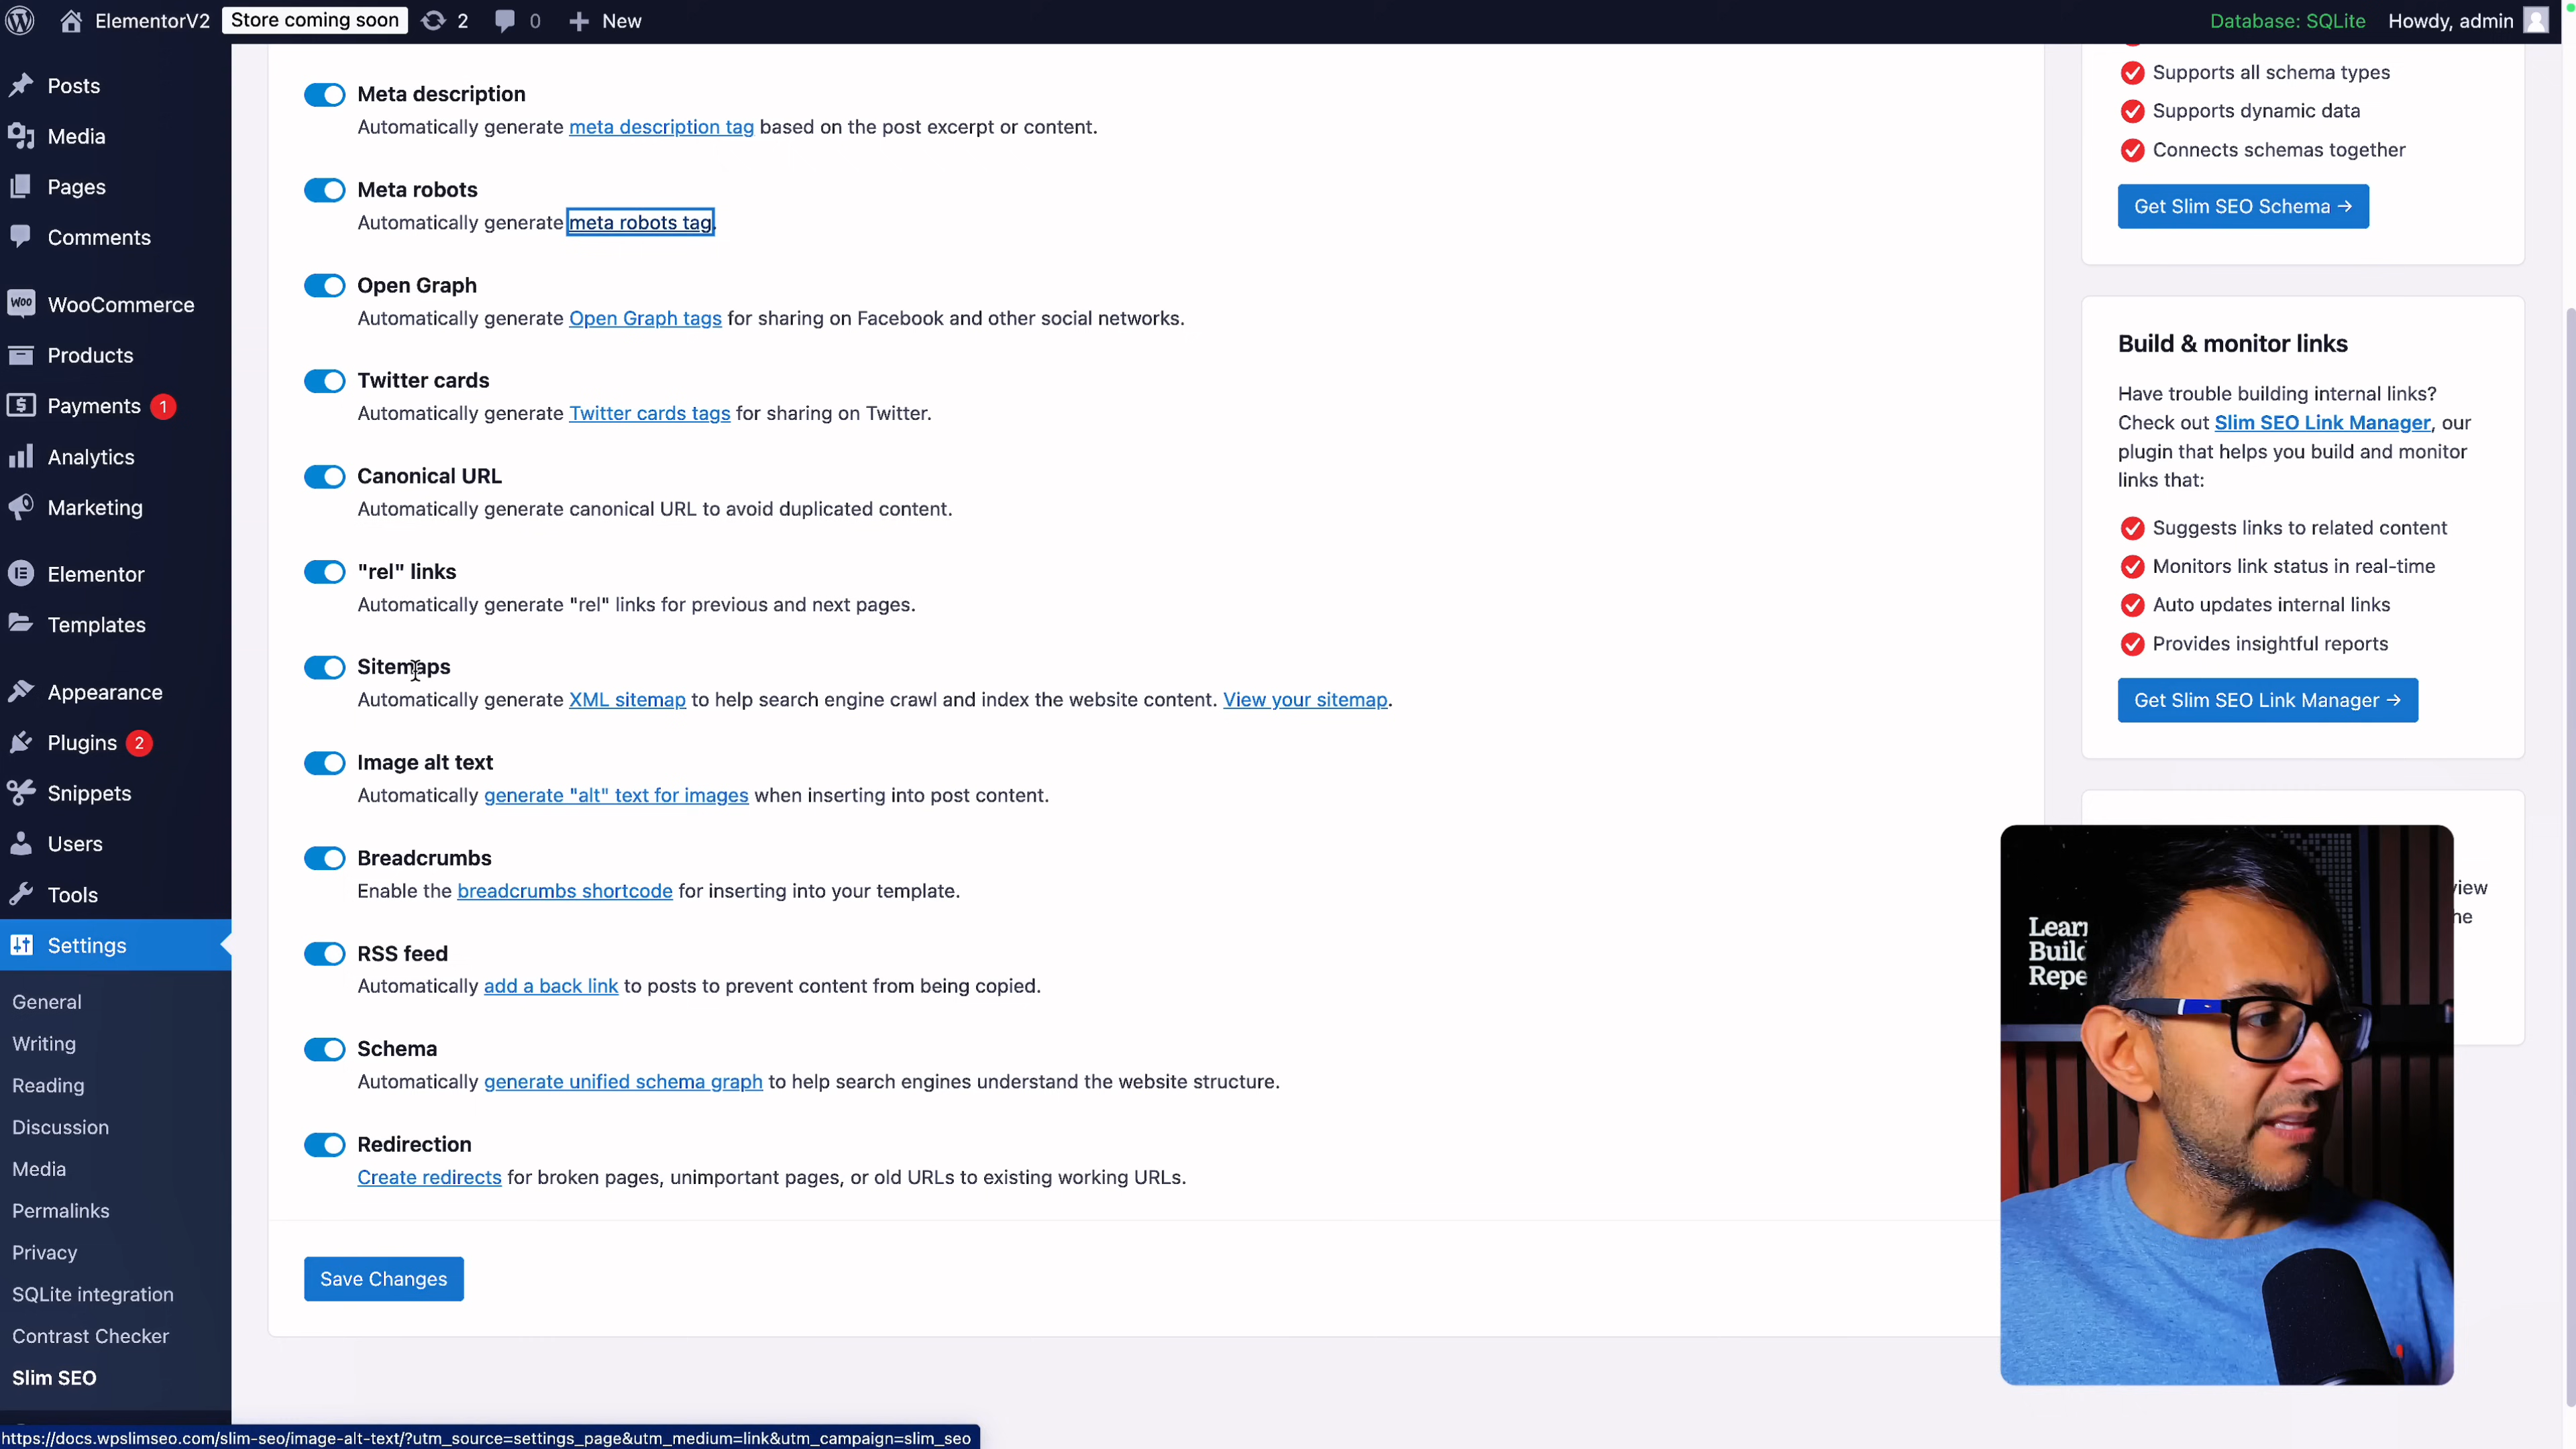 ElementorV2
Store coming soon
2
0
New
Database: SQLite
Howdy, admin
Posts
Media
Pages
Comments
WOO
WooCommerce
Products
Payments 1
Analytics
Marketing
Elementor
Templates
Appearance
Plugins 2
Snippets
Users
Tools
Settings
General
Writing
Reading
Discussion
Media
Permalinks
Privacy
SQLite integration
Contrast Checker
Slim SEO
Meta description
Automatically generate meta description tag based on the post excerpt or content.
Meta robots
Automatically generate meta robots tag.
Open Graph
Automatically generate Open Graph tags for sharing on Facebook and other social networks.
Twitter cards
Automatically generate Twitter cards tags for sharing on Twitter.
Canonical URL
Automatically generate canonical URL to avoid duplicated content.
"rel" links
Automatically generate "rel" links for previous and next pages.
Sitemaps
Automatically generate XML sitemap to help search engine crawl and index the website content. View your sitemap.
Image alt text
Automatically generate "alt" text for images when inserting into post content.
Breadcrumbs
Enable the breadcrumbs shortcode for inserting into your template.
RSS feed
Automatically add a back link to posts to prevent content from being copied.
Schema
Automatically generate unified schema graph to help search engines understand the website structure.
Redirection
Create redirects for broken pages, unimportant pages, or old URLs to existing working URLs.
Save Changes
Supports all schema types
Supports dynamic data
Connects schemas together
Get Slim SEO Schema →
Build & monitor links
Have trouble building internal links?
Check out Slim SEO Link Manager, our
plugin that helps you build and monitor
links that:
Suggests links to related content
Monitors link status in real-time
Auto updates internal links
Provides insightful reports
Get Slim SEO Link Manager →
Learn
Build
Repe
https://docs.wpslimseo.com/slim-seo/image-alt-text/?utm_source=settings_page&utm_medium=link&utm_campaign=slim_seo